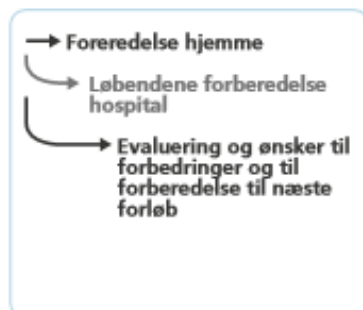 Foreredelse hjemme
Løbendene forberedelse
hospital
Evaluering og ønsker til
forbedringer og til
forberedelse til næste
forløb